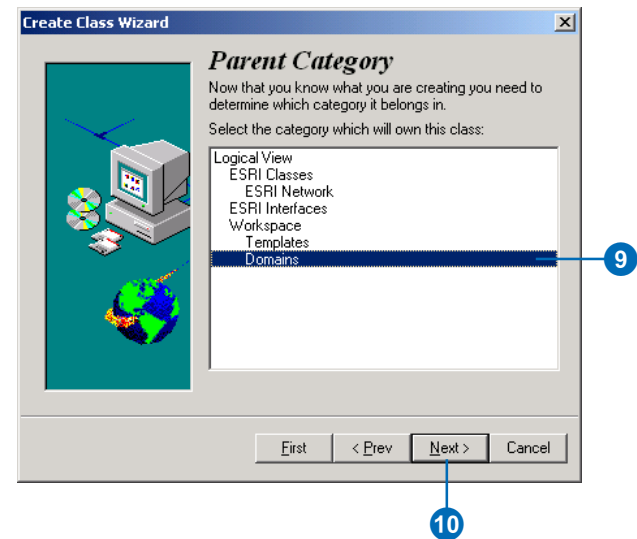 Create Class Wizard
Parent Category
Now that you know what you are creating you need to
determine which category it belongs in.
Select the category which will own this class:
Logical View
ESRI Classes
ESRI Network
ESRI Interfaces
Workspace
Templates
Domains
9
First
< Prev
Next >
Cancel
10